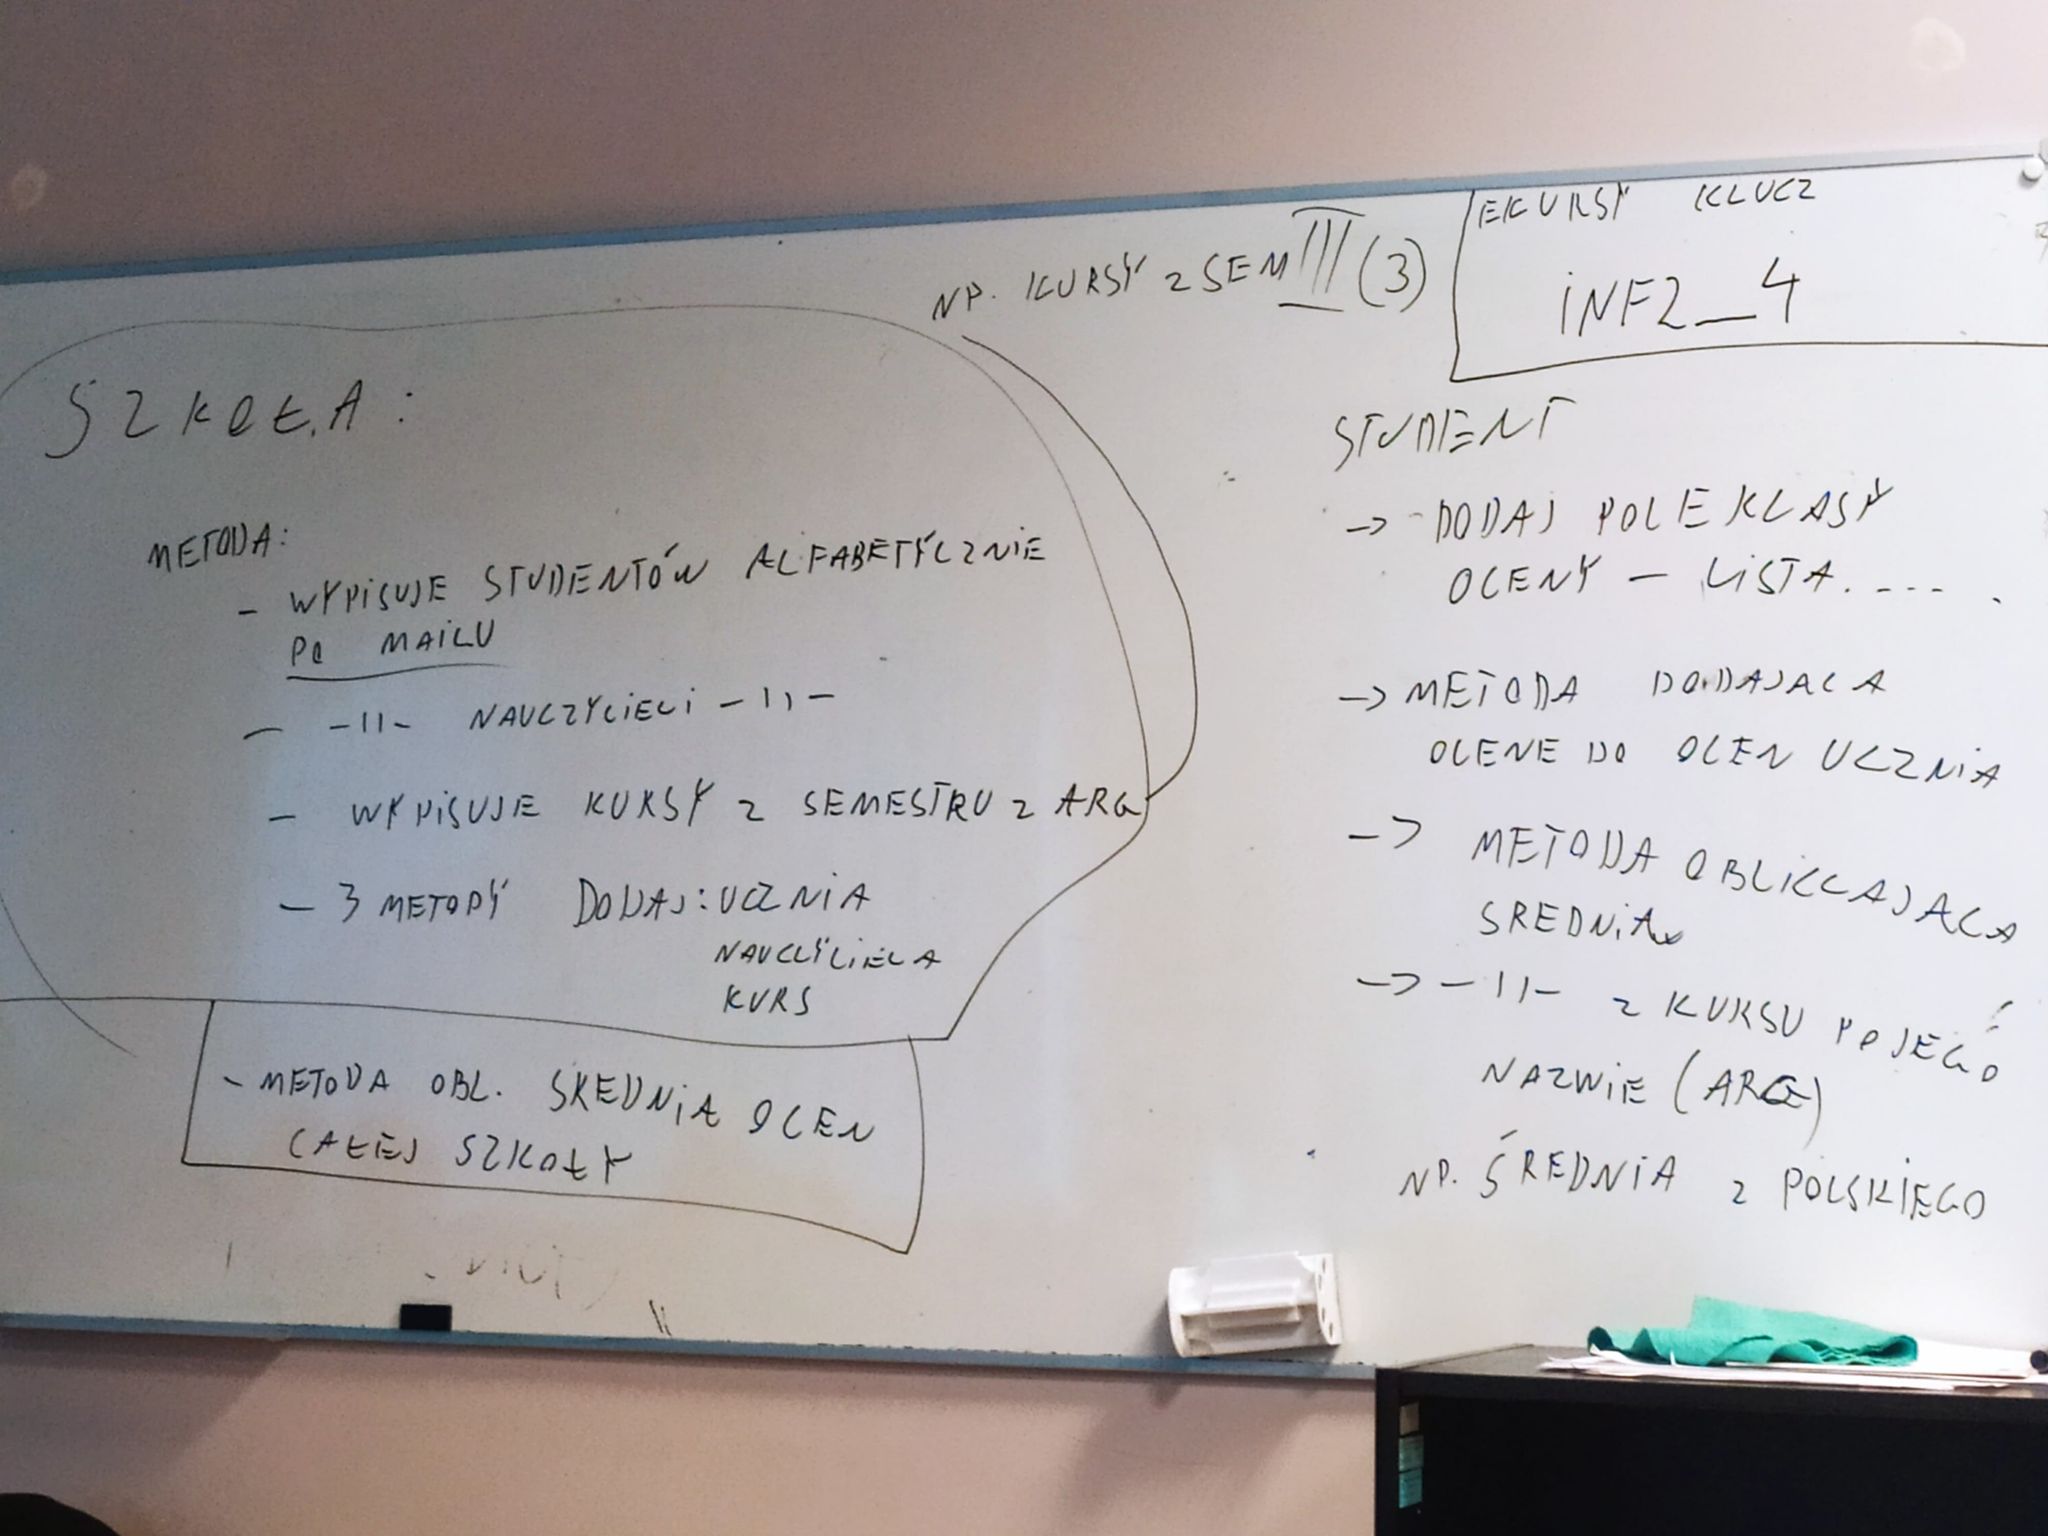 EKURSY KLUCZ
INF2_4
NP. KURSY Z SEM III (3)
SZKOŁA:
METODA:
- WYPISUJE STUDENTÓW ALFABETYCZNIE
PO MAILU
- -11- NAUCZYCIELI -11-
- WYPISUJE KURSY Z SEMESTRU Z ARG
- 3 METODY DODAJ: UCZNIA
NAUCZYCIELA
KURS
- METODA OBL. SREDNIĄ OCEN
CAŁEJ SZKOŁY
STUDENT
-> DODAJ POLE KLASY
OCENY - LISTA.....
-> METODA DODAJACA
OCENE DO OCEN UCZNIA
-> METODA OBLICZAJACA
SREDNIA
-> -11- Z KURSU PO JEGO
NAZWIE (ARG)
NP. ŚREDNIA Z POLSKIEGO